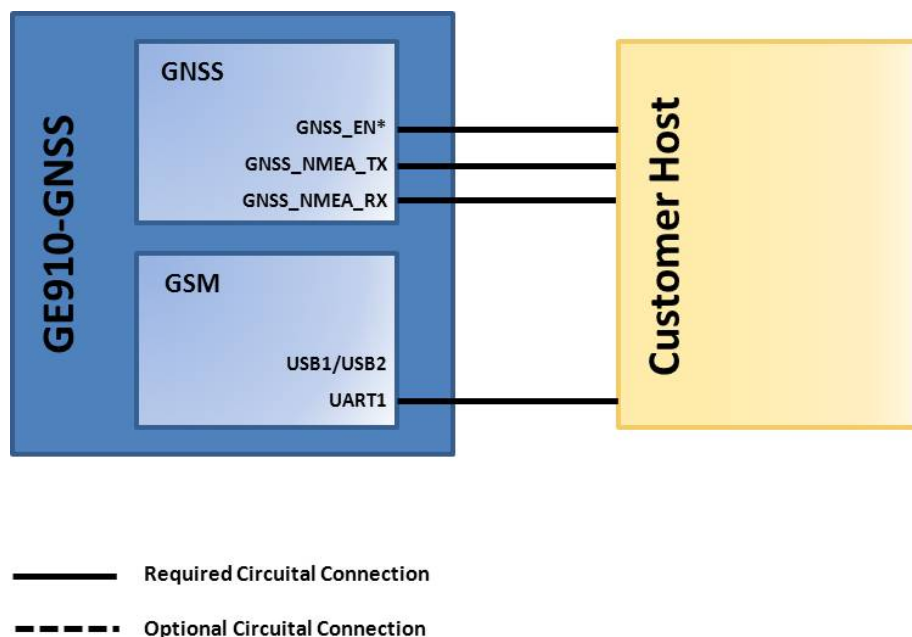 GE910-GNSS
GNSS
GNSS_EN*
GNSS_NMEA_TX
GNSS_NMEA_RX
GSM
USB1/USB2
UART1
Customer Host
Required Circuital Connection
Optional Circuital Connection